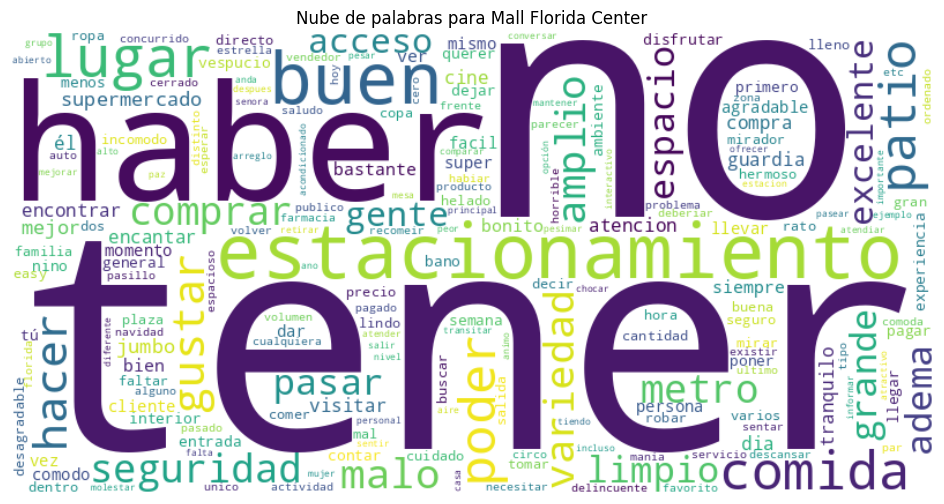 Nube de palabras para Mall Florida Center
grupo concurrido ropa directo mismo conversar disfrutar lleno
abierto lugar estrella vendedor pesar acceso ver querer no etc
menos cerrado vespucio anda hoy buen cine dejar primero zona
supermercado despues senora cero frente agradable ordenado
él incomodo distinto saludo copa facil compra excelente patio
auto alto esperar haber mantener parecer amplio ambiente espacio mirador ofrecer
mejorar paz arreglo acondicionado bastante super comparar opción guardia hermoso importante
mesa habiar horrible interactivo estacion
encontrar comprar publico helado producto problema llevar gran
mejor dos farmacia gente principal bonito atencion deberiar rato pasear ejemplo
encantar volver retirar recomeir peor pesimar atendiar
familia momento estacionamiento bano siempre experiencia
nino general ano chocar decir
easy pasillo espacioso precio
tener
tú plaza gustar volumen pagado lindo semana variedad hora buena mirar comoda
navidad diferente dar atender transitar cantidad seguro pagar
hacer jumbo cualquiera salir existir tipo
florida bien faltar nivel buscar poder animo metro poner tranquilo grande llegar
alguno pasar salida ultimo informar atractivo adema
cliente comer visitar persona varios
interior pasado personal aire robar sentar
desagradable entrada mal tiendo
vez falta sentir cuidado circo incluso mania servicio dia par
comodo seguridad contar casa tomar limpio descansar comida
dentro mujer malo
molestar unico actividad necesitar delincuente favorito